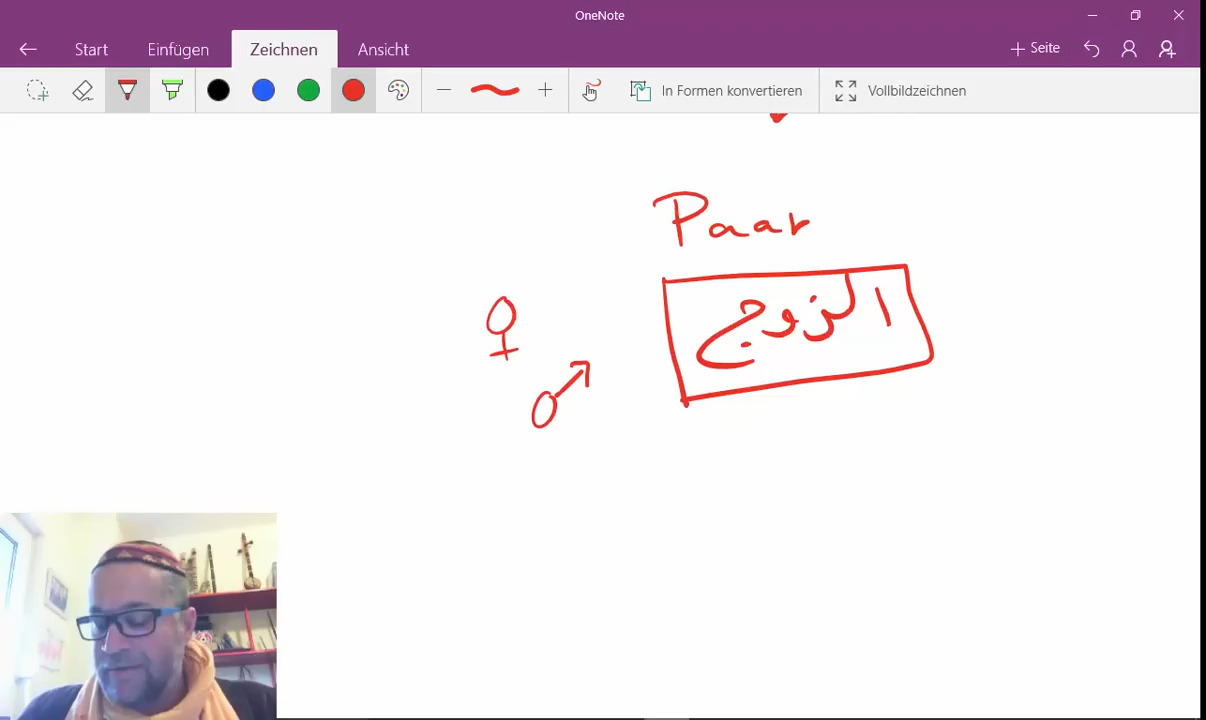 OneNote
Start Einfügen Zeichnen Ansicht
Seite
In Formen konvertieren
Vollbildzeichnen
Paar
الزوج
♀
♂